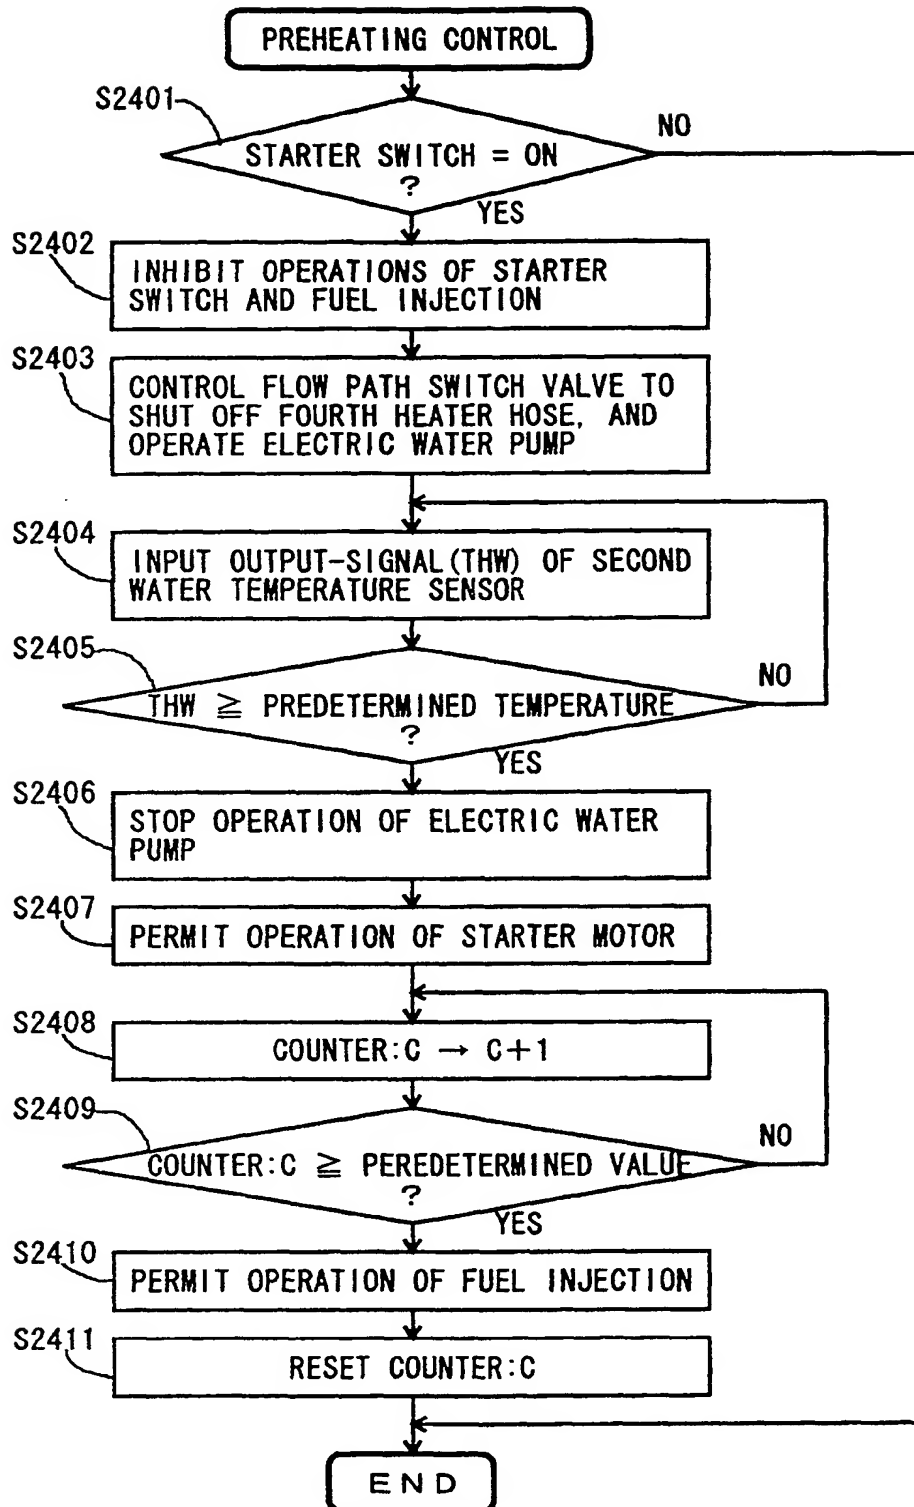 PREHEATING CONTROL
S2401
STARTER SWITCH = ON
?
NO
YES
S2402
INHIBIT OPERATIONS OF STARTER
SWITCH AND FUEL INJECTION
S2403
CONTROL FLOW PATH SWITCH VALVE TO
SHUT OFF FOURTH HEATER HOSE, AND
OPERATE ELECTRIC WATER PUMP
S2404
INPUT OUTPUT-SIGNAL(THW) OF SECOND
WATER TEMPERATURE SENSOR
S2405
THW ≧ PREDETERMINED TEMPERATURE
?
NO
YES
S2406
STOP OPERATION OF ELECTRIC WATER
PUMP
S2407
PERMIT OPERATION OF STARTER MOTOR
S2408
COUNTER:C → C+1
S2409
COUNTER:C ≧ PEREDETERMINED VALUE
?
NO
YES
S2410
PERMIT OPERATION OF FUEL INJECTION
S2411
RESET COUNTER:C
END